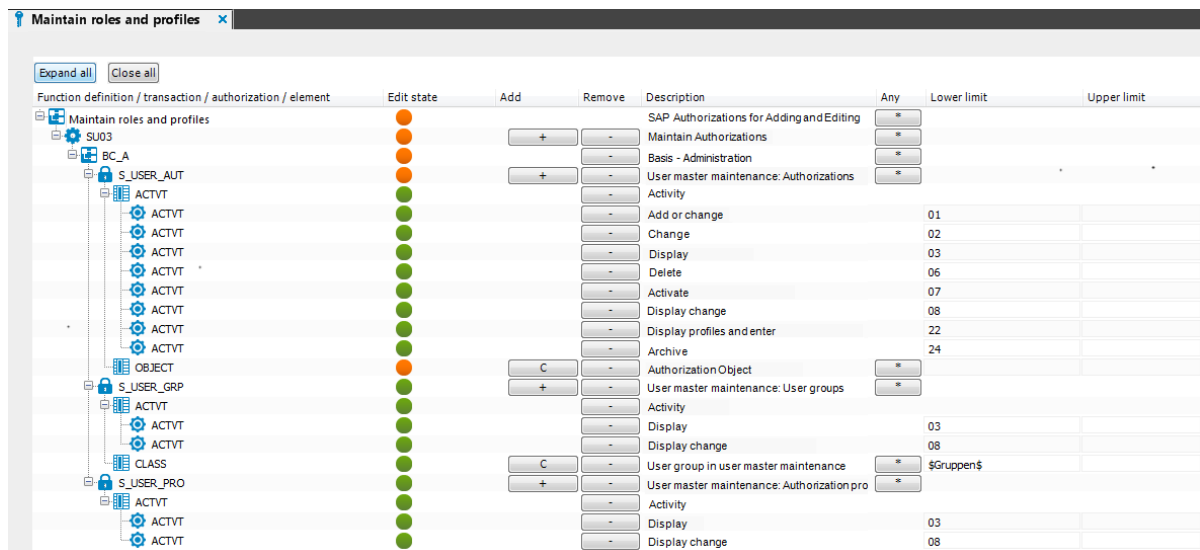 Maintain roles and profiles ×
Expand all Close all
Function definition / transaction / authorization / element Edit state Add Remove Description Any Lower limit Upper limit
Maintain roles and profiles SAP Authorizations for Adding and Editing *
SU03 + - Maintain Authorizations *
BC_A - Basis - Administration *
S_USER_AUT + - User master maintenance: Authorizations *
ACTVT - Activity
ACTVT - Add or change 01
ACTVT - Change 02
ACTVT - Display 03
ACTVT - Delete 06
ACTVT - Activate 07
ACTVT - Display change 08
ACTVT - Display profiles and enter 22
ACTVT - Archive 24
OBJECT C - Authorization Object *
S_USER_GRP + - User master maintenance: User groups *
ACTVT - Activity
ACTVT - Display 03
ACTVT - Display change 08
CLASS C - User group in user master maintenance * $Gruppen$
S_USER_PRO + - User master maintenance: Authorization pro *
ACTVT - Activity
ACTVT - Display 03
ACTVT - Display change 08